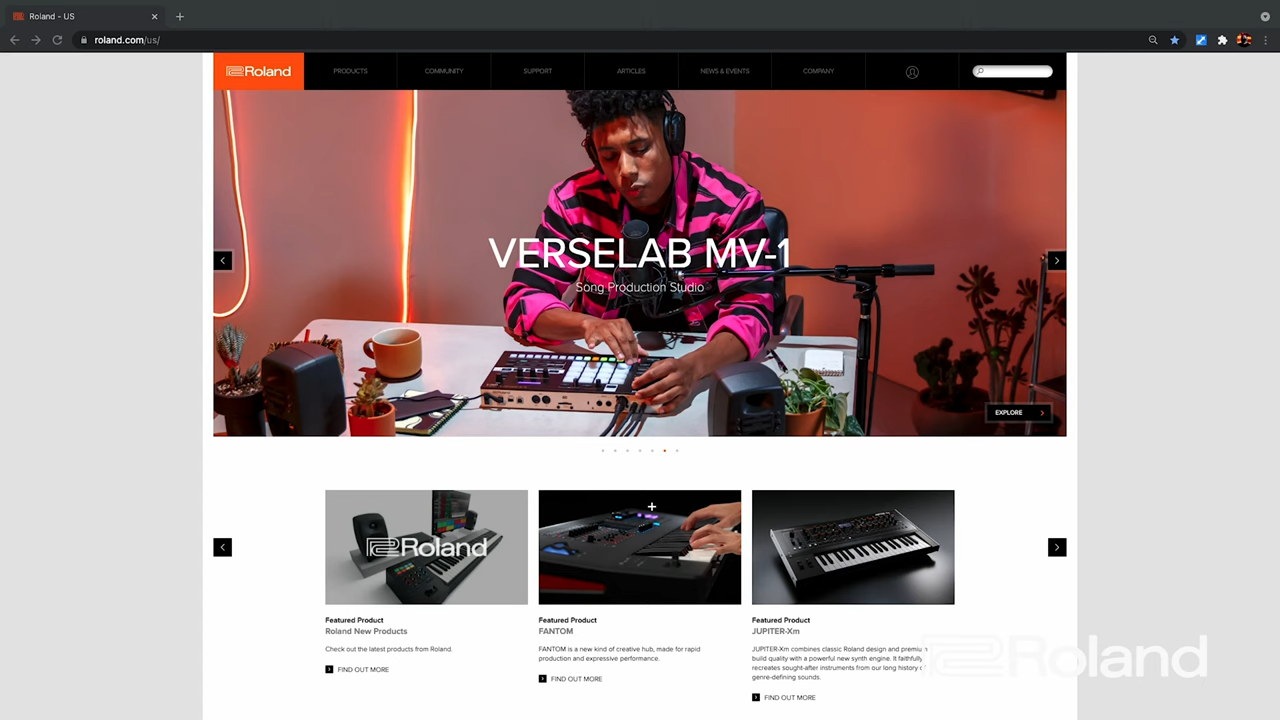 Roland - US
roland.com/us/
Roland
PRODUCTS
COMMUNITY
SUPPORT
ARTICLES
NEWS & EVENTS
COMPANY
VERSELAB MV-1
Song Production Studio
EXPLORE
Roland
Featured Product
Roland New Products
Check out the latest products from Roland.
FIND OUT MORE
Featured Product
FANTOM
FANTOM is a new kind of creative hub, made for rapid
production and expressive performance.
FIND OUT MORE
Featured Product
JUPITER-Xm
JUPITER-Xm combines classic Roland design and premium
build quality with a powerful new synth engine. It faithfully
recreates sought-after instruments from our long history of
genre-defining sounds.
FIND OUT MORE
Roland